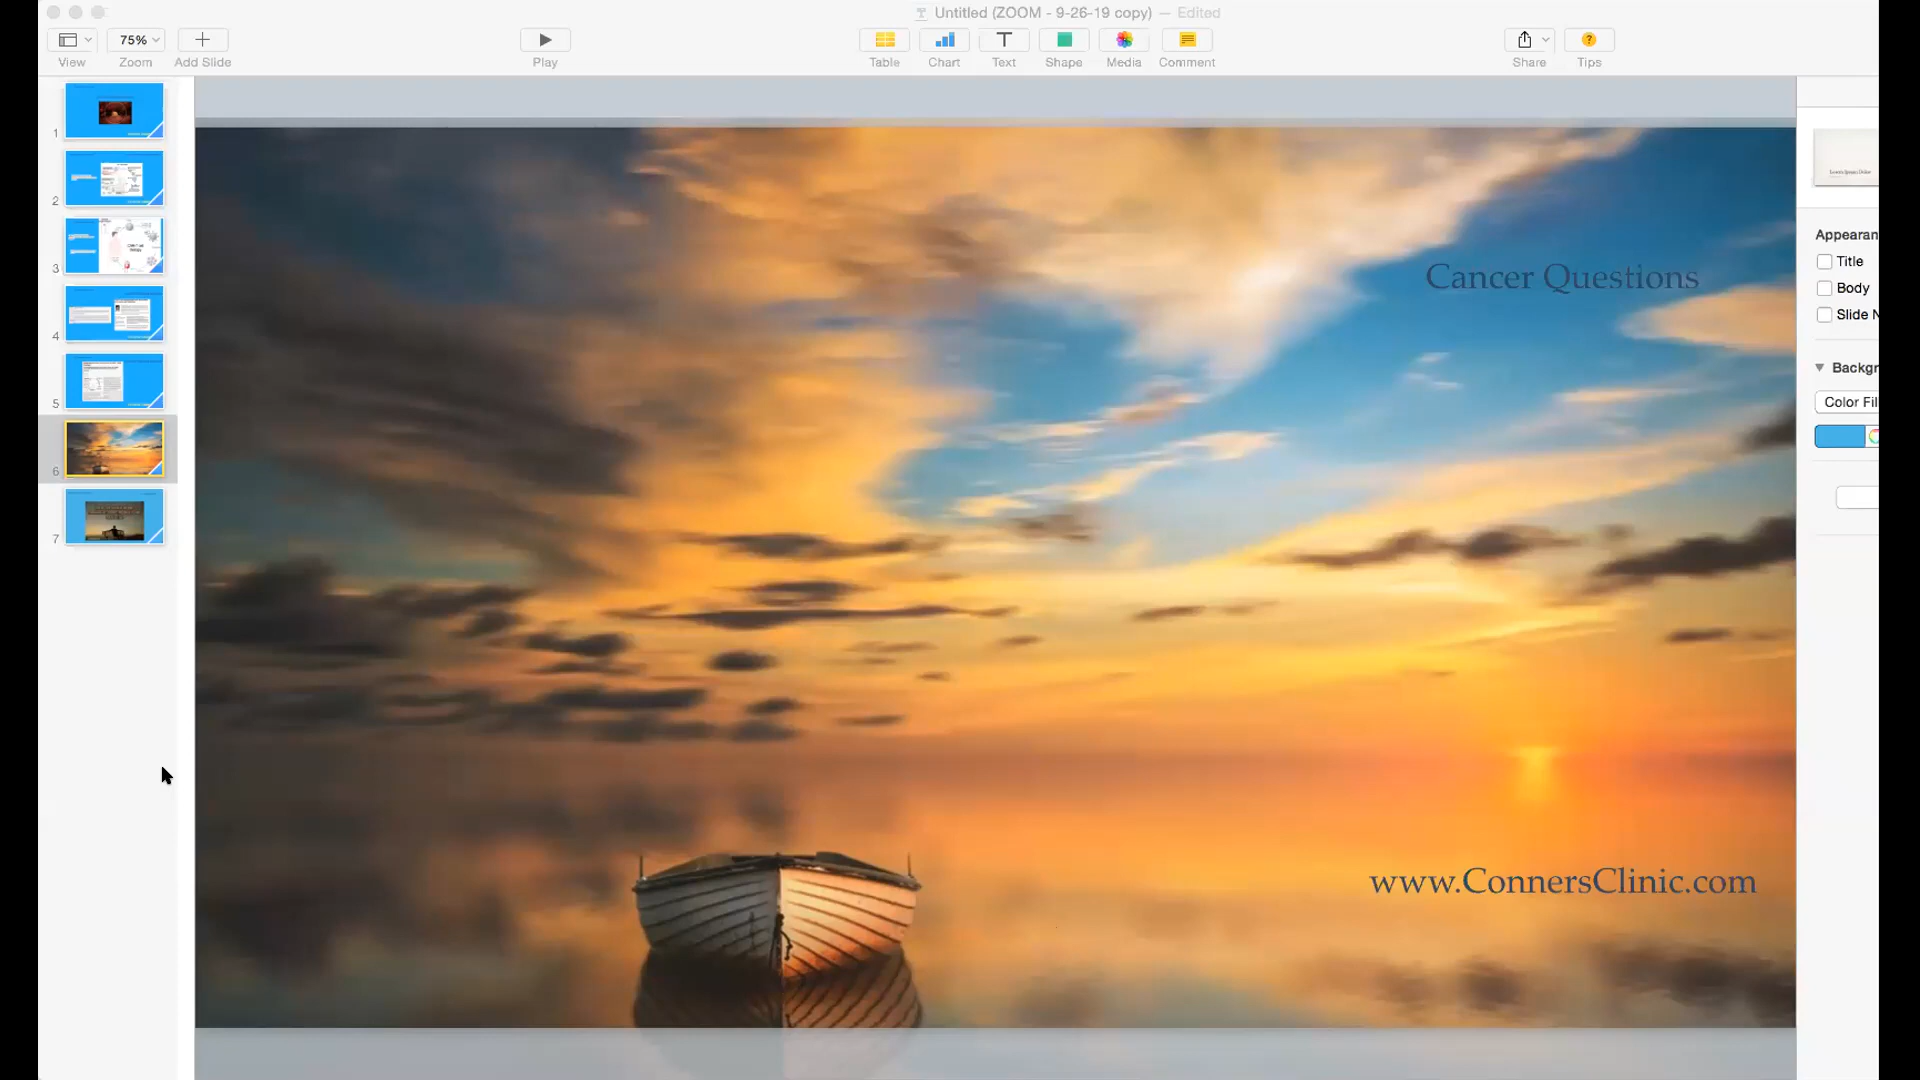 Untitled (ZOOM - 9-26-19 copy) — Edited
75%
View
Zoom
Add Slide
Play
Table
Chart
Text
Shape
Media
Comment
Share
Tips
1
2
3
4
5
6
7
Cancer Questions
www.ConnersClinic.com
Appearan
Title
Body
Slide N
Backgr
Color Fil